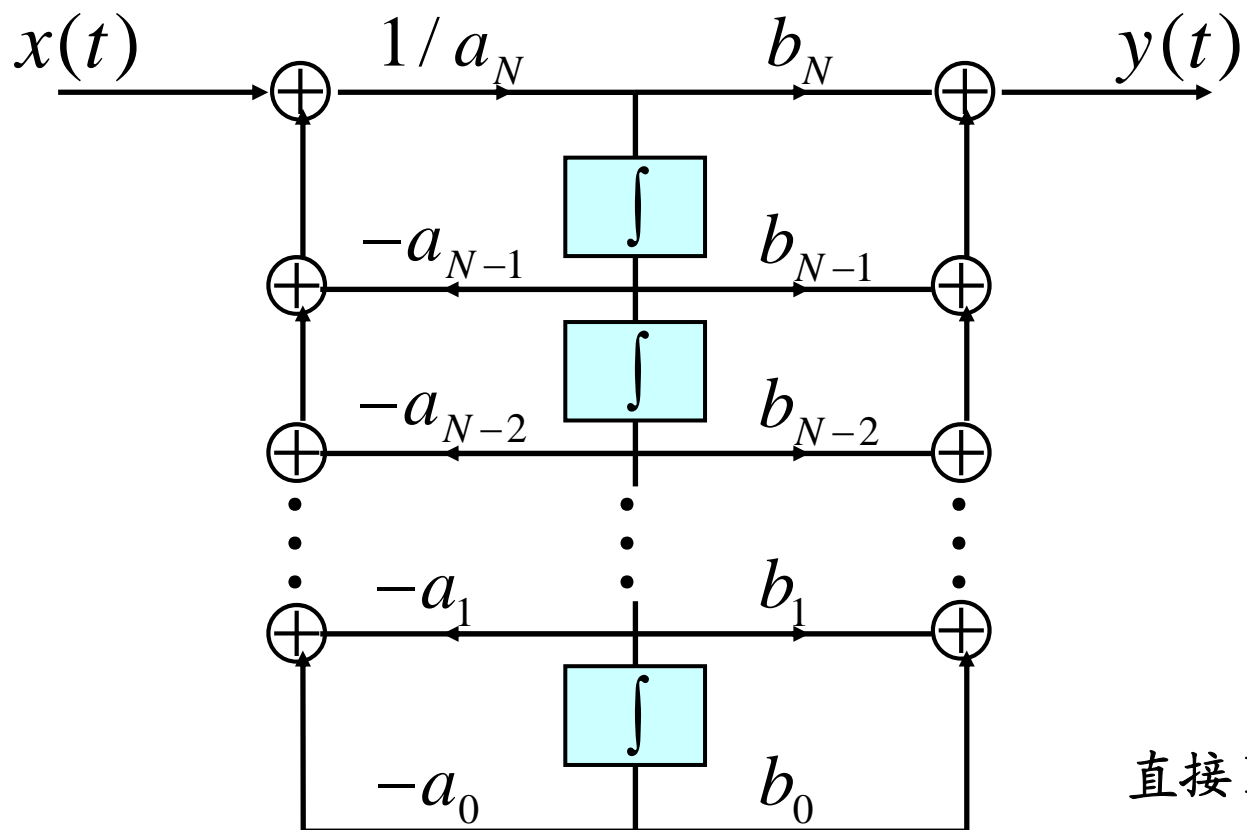 x(t) 1/a_N b_N y(t)
∫
-a_{N-1} b_{N-1}
∫
-a_{N-2} b_{N-2}
-a_1 b_1
∫
-a_0 b_0
直接